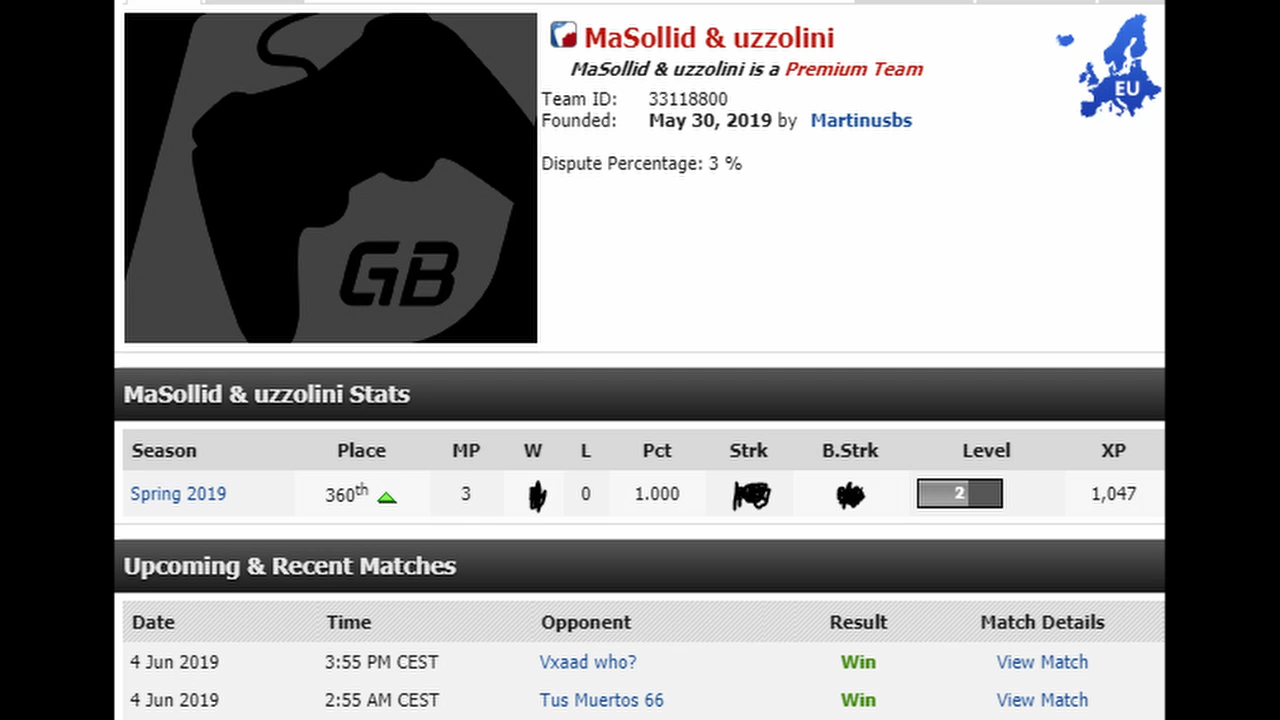 MaSollid & uzzolini
MaSollid & uzzolini is a Premium Team
EU
Team ID: 33118800
Founded: May 30, 2019 by Martinusbs
Dispute Percentage: 3 %
GB
MaSollid & uzzolini Stats
Season Place MP W L Pct Strk B.Strk Level XP
Spring 2019 360th 3 0 1.000 2 1,047
Upcoming & Recent Matches
Date Time Opponent Result Match Details
4 Jun 2019 3:55 PM CEST Vxaad who? Win View Match
4 Jun 2019 2:55 AM CEST Tus Muertos 66 Win View Match